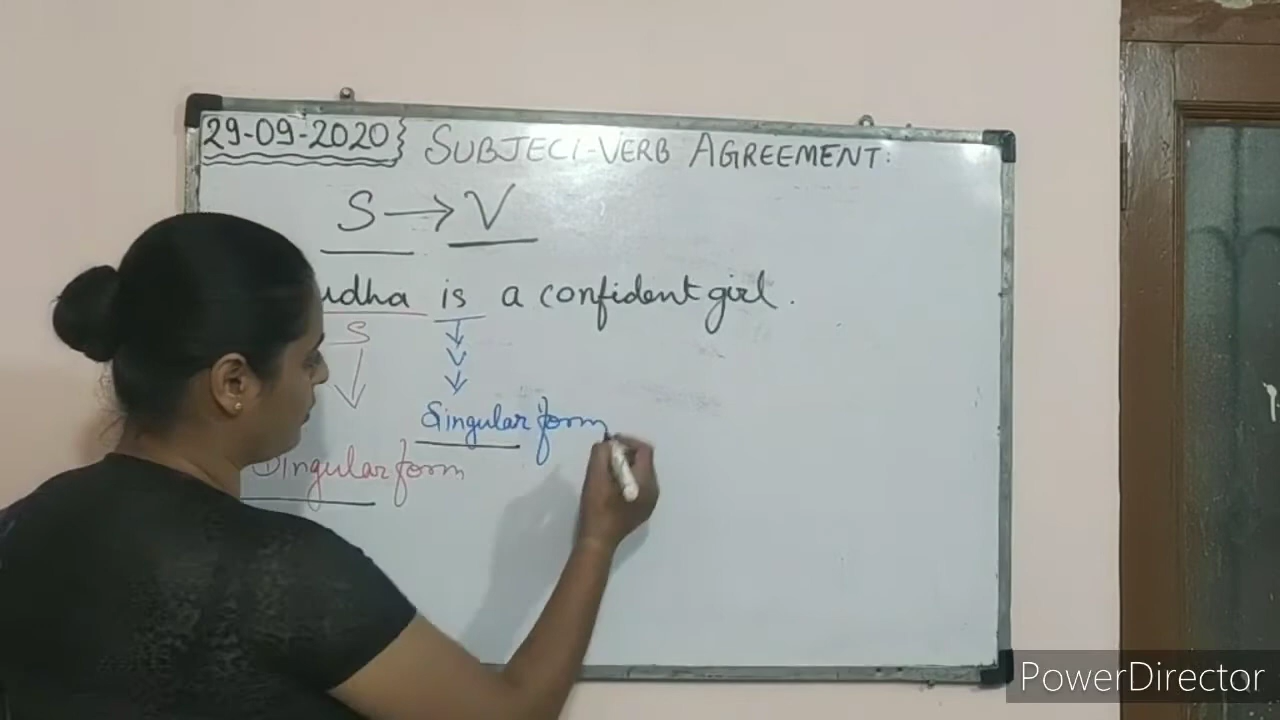 29-09-2020} SUBJECT-VERB AGREEMENT:
S → V
udha is a confident girl.
S
V
Singular form
Singular form
PowerDirector